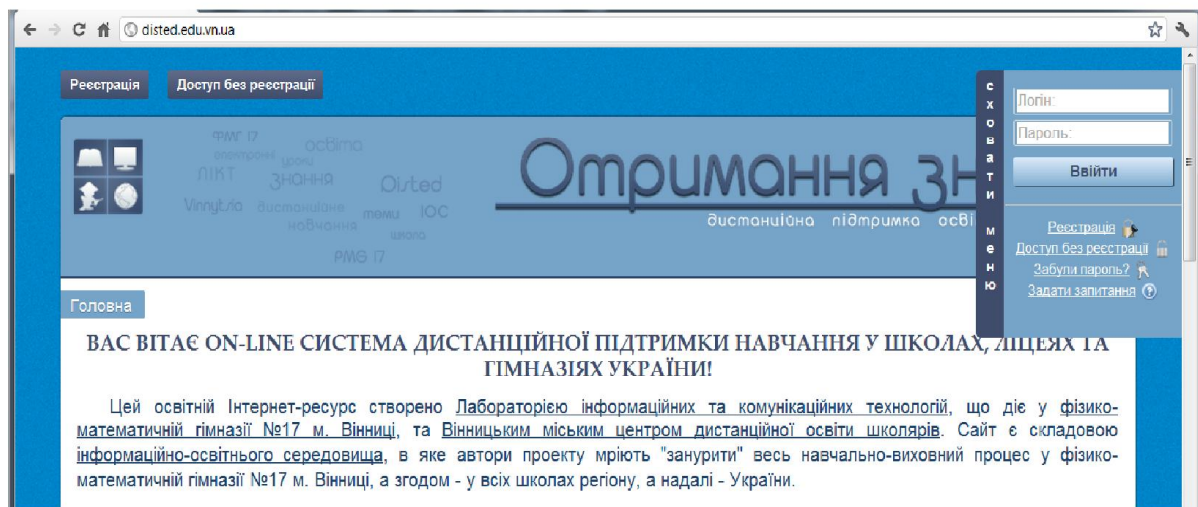 disted.edu.vn.ua
Реєстрація
Доступ без реєстрації
ФМГ 17
освіта
електронні
уроки
ЛІКТ
знання
Disted
Vinnytsia
дистанційне
теми
ІОС
навчання
школа
PMG 17
Отримання зн
дистанційна підтримка осві
сховати меню
Логін:
Пароль:
Ввійти
Реєстрація
Доступ без реєстрації
Забули пароль?
Задати запитання
Головна
ВАС ВІТАЄ ON-LINE СИСТЕМА ДИСТАНЦІЙНОЇ ПІДТРИМКИ НАВЧАННЯ У ШКОЛАХ, ЛІЦЕЯХ ТА
ГІМНАЗІЯХ УКРАЇНИ!
Цей освітній Інтернет-ресурс створено Лабораторією інформаційних та комунікаційних технологій, що діє у фізико-
математичній гімназії №17 м. Вінниці, та Вінницьким міським центром дистанційної освіти школярів. Сайт є складовою
інформаційно-освітнього середовища, в яке автори проекту мріють "занурити" весь навчально-виховний процес у фізико-
математичній гімназії №17 м. Вінниці, а згодом - у всіх школах регіону, а надалі - України.